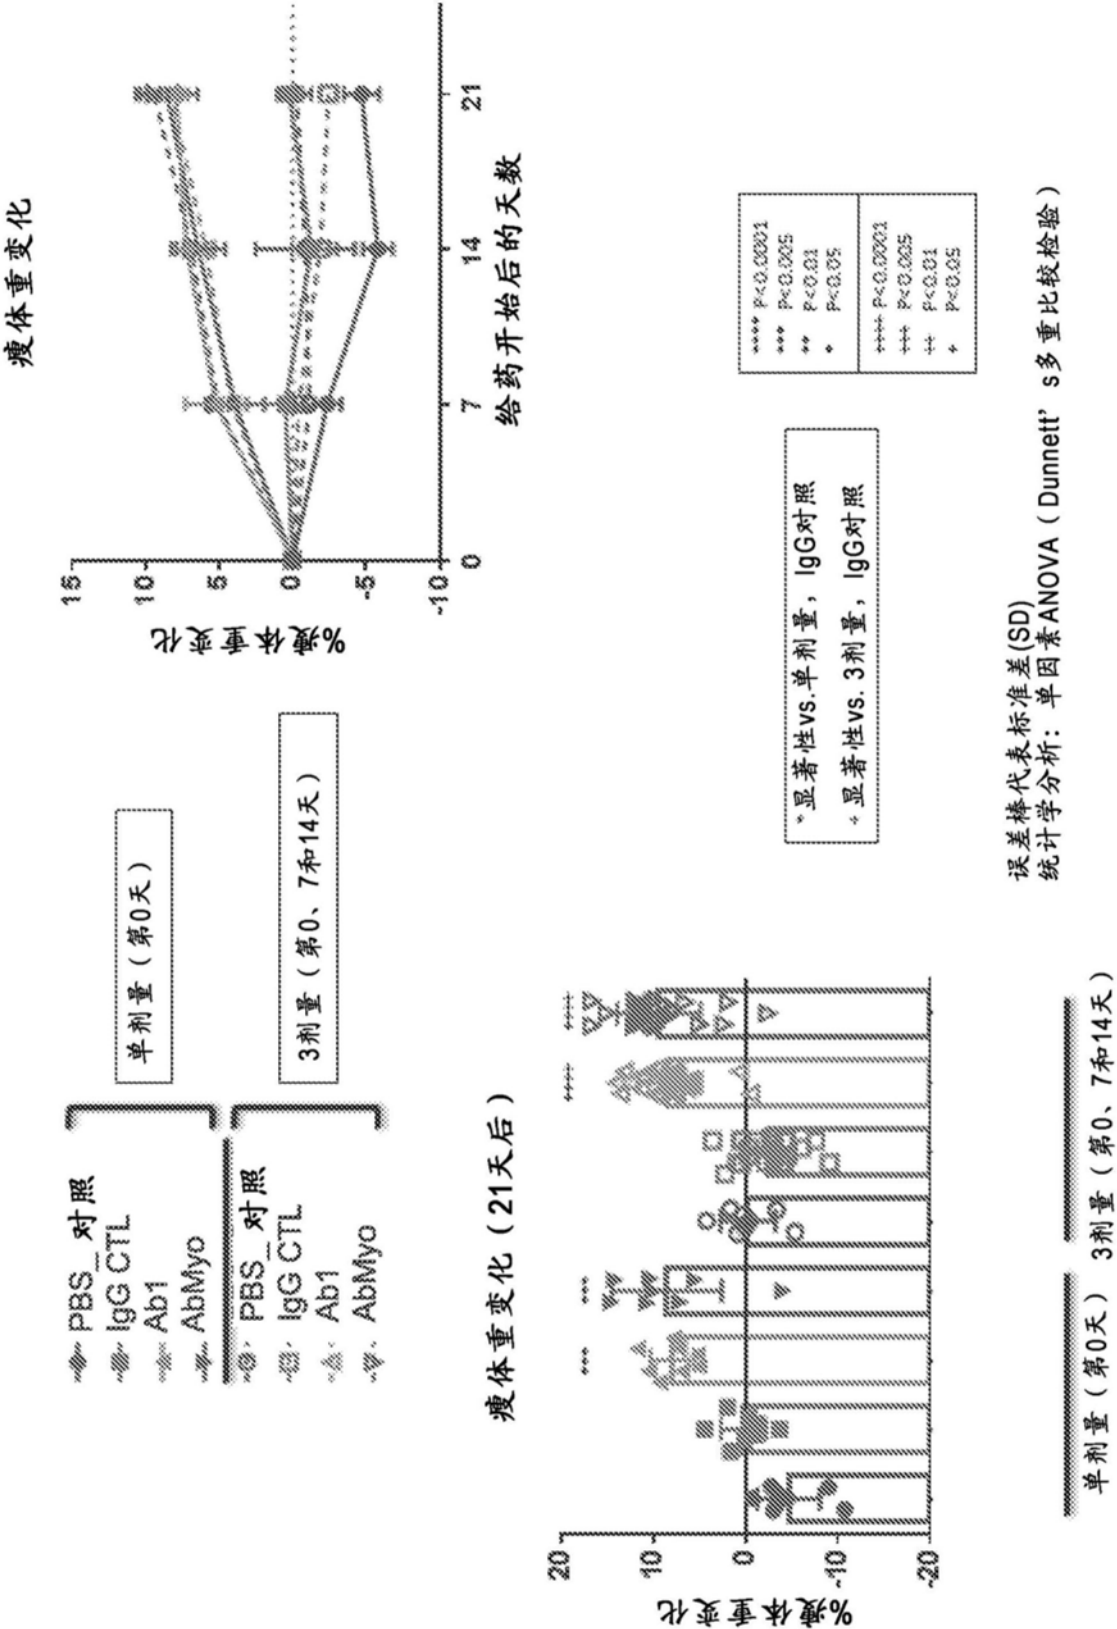 PBS_对照
IgG CTL
Ab1
AbMyo
PBS_对照
IgG CTL
Ab1
AbMyo
单剂量（第0天）
3剂量（第0、7和14天）
瘦体重变化
%瘦体重变化
15
10
5
0
-5
-10
0
7
14
21
给药开始后的天数
瘦体重变化（21天后）
%瘦体重变化
20
10
0
-10
-20
***
***
++++
++++
单剂量（第0天）
3剂量（第0、7和14天）
*显著性vs.单剂量，IgG对照
+显著性vs. 3剂量，IgG对照
**** P<0.0001
*** P<0.005
** P<0.01
* P<0.05
++++ P<0.0001
+++ P<0.005
++ P<0.01
+ P<0.05
误差棒代表标准差(SD)
统计学分析：单因素ANOVA（Dunnett's多重比较检验）